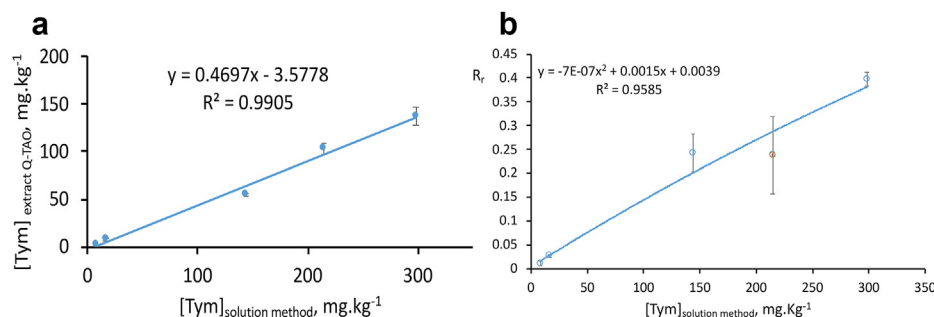 a
200
150
100
50
0
[Tym] extract Q-TAO, mg.kg-1
y = 0.4697x - 3.5778
R² = 0.9905
0 100 200 300
[Tym]solution method, mg.kg-1
b
0.45
0.4
0.35
0.3
0.25
0.2
0.15
0.1
0.05
0
Rr
y = -7E-07x² + 0.0015x + 0.0039
R² = 0.9585
0 50 100 150 200 250 300 350
[Tym]solution method, mg.Kg-1